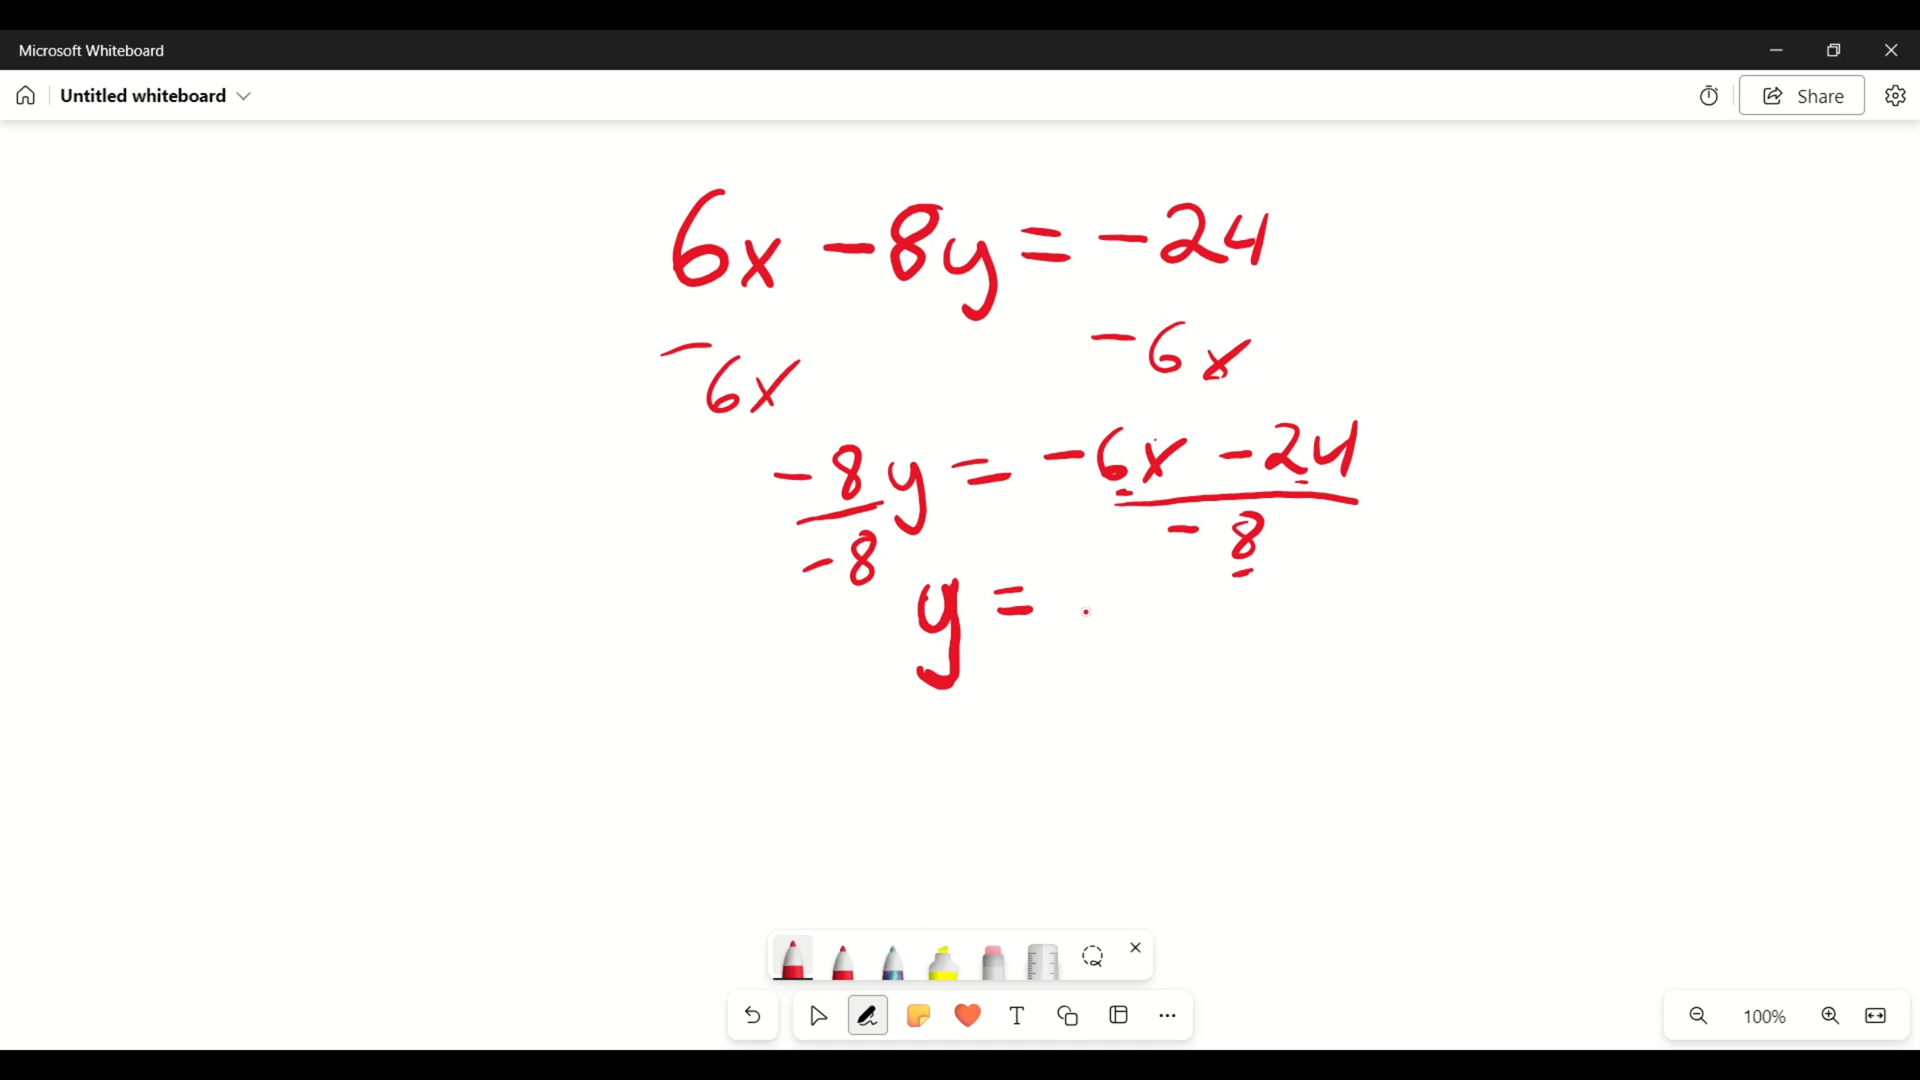 Microsoft Whiteboard
Untitled whiteboard
Share
6x - 8y = -24
-6x -6x
-8y = -6x - 24
-8 -8
y =
100%